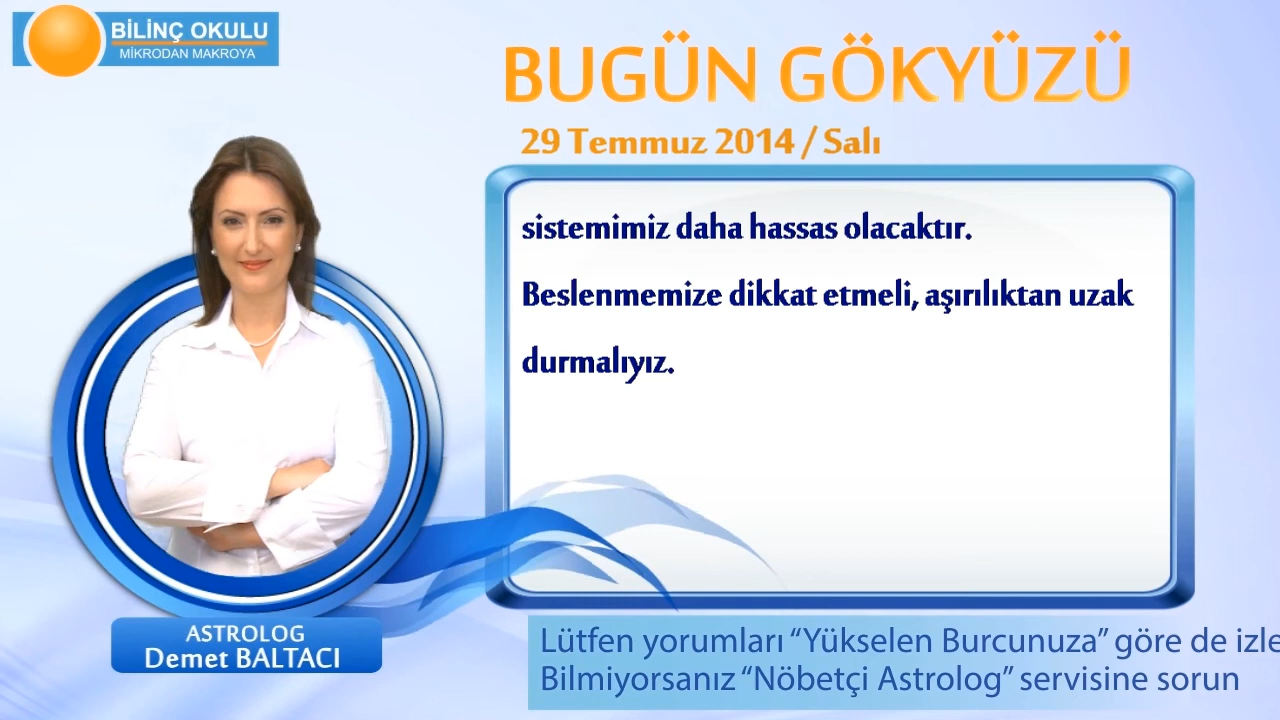 BİLİNÇ OKULU
MİKRODAN MAKROYA
BUGÜN GÖKYÜZÜ
29 Temmuz 2014 / Salı
sistemimiz daha hassas olacaktır.
Beslenmemize dikkat etmeli, aşırılıktan uzak
durmalıyız.
ASTROLOG
Demet BALTACI
Lütfen yorumları “Yükselen Burcunuza” göre de izle
Bilmiyorsanız “Nöbetçi Astrolog” servisine sorun